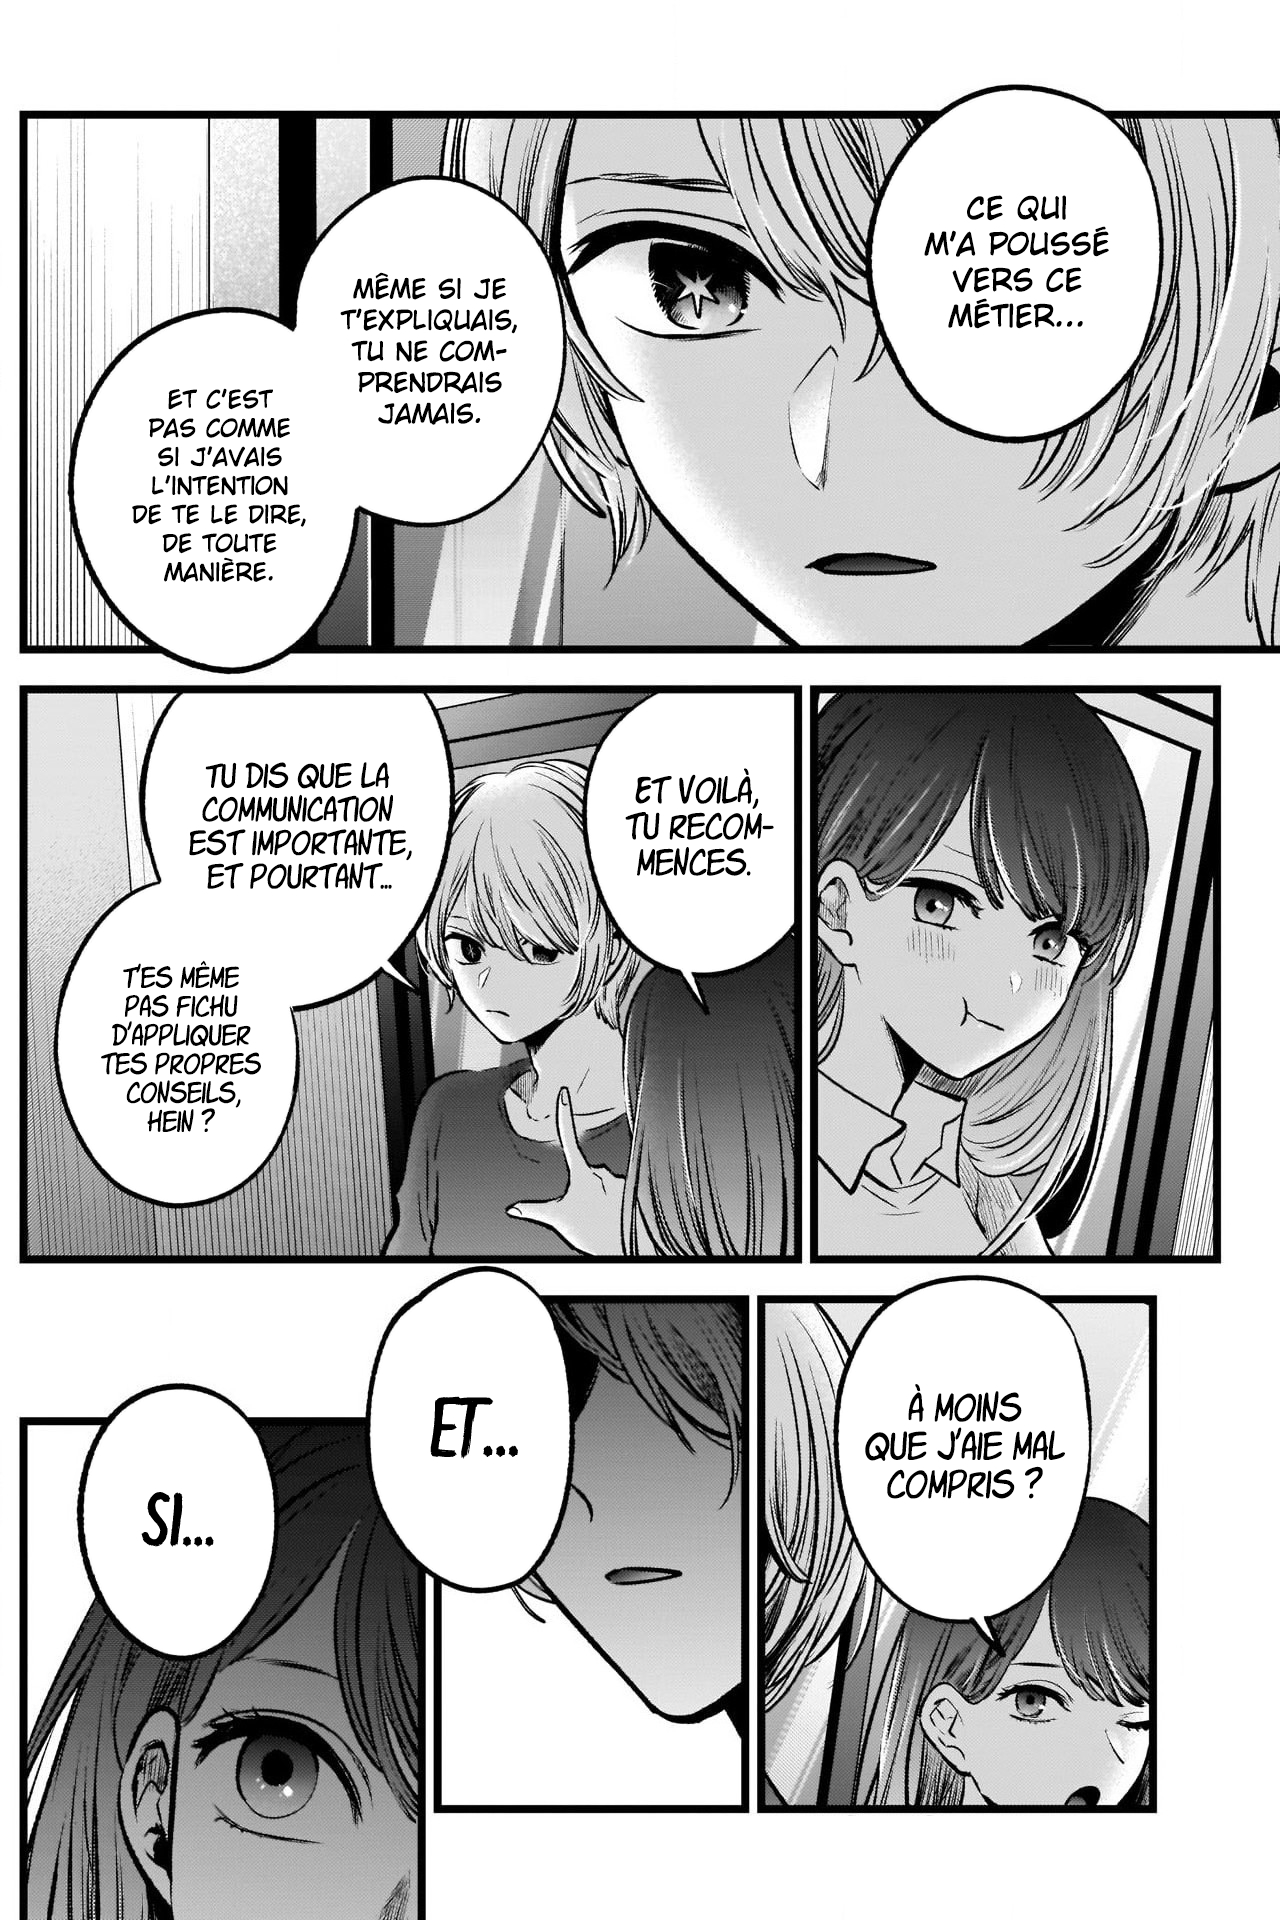 CE QUI
M'A POUSSÉ
VERS CE
MÉTIER...
MÊME SI JE
T'EXPLIQUAIS,
TU NE COM-
PRENDRAIS
JAMAIS.
ET C'EST
PAS COMME
SI J'AVAIS
L'INTENTION
DE TE LE DIRE,
DE TOUTE
MANIÈRE.
ET VOILÀ,
TU RECOM-
MENCES.
TU DIS QUE LA
COMMUNICATION
EST IMPORTANTE,
ET POURTANT...
T'ES MÊME
PAS FICHU
D'APPLIQUER
TES PROPRES
CONSEILS,
HEIN ?
À MOINS
QUE J'AIE MAL
COMPRIS ?
ET...
SI...